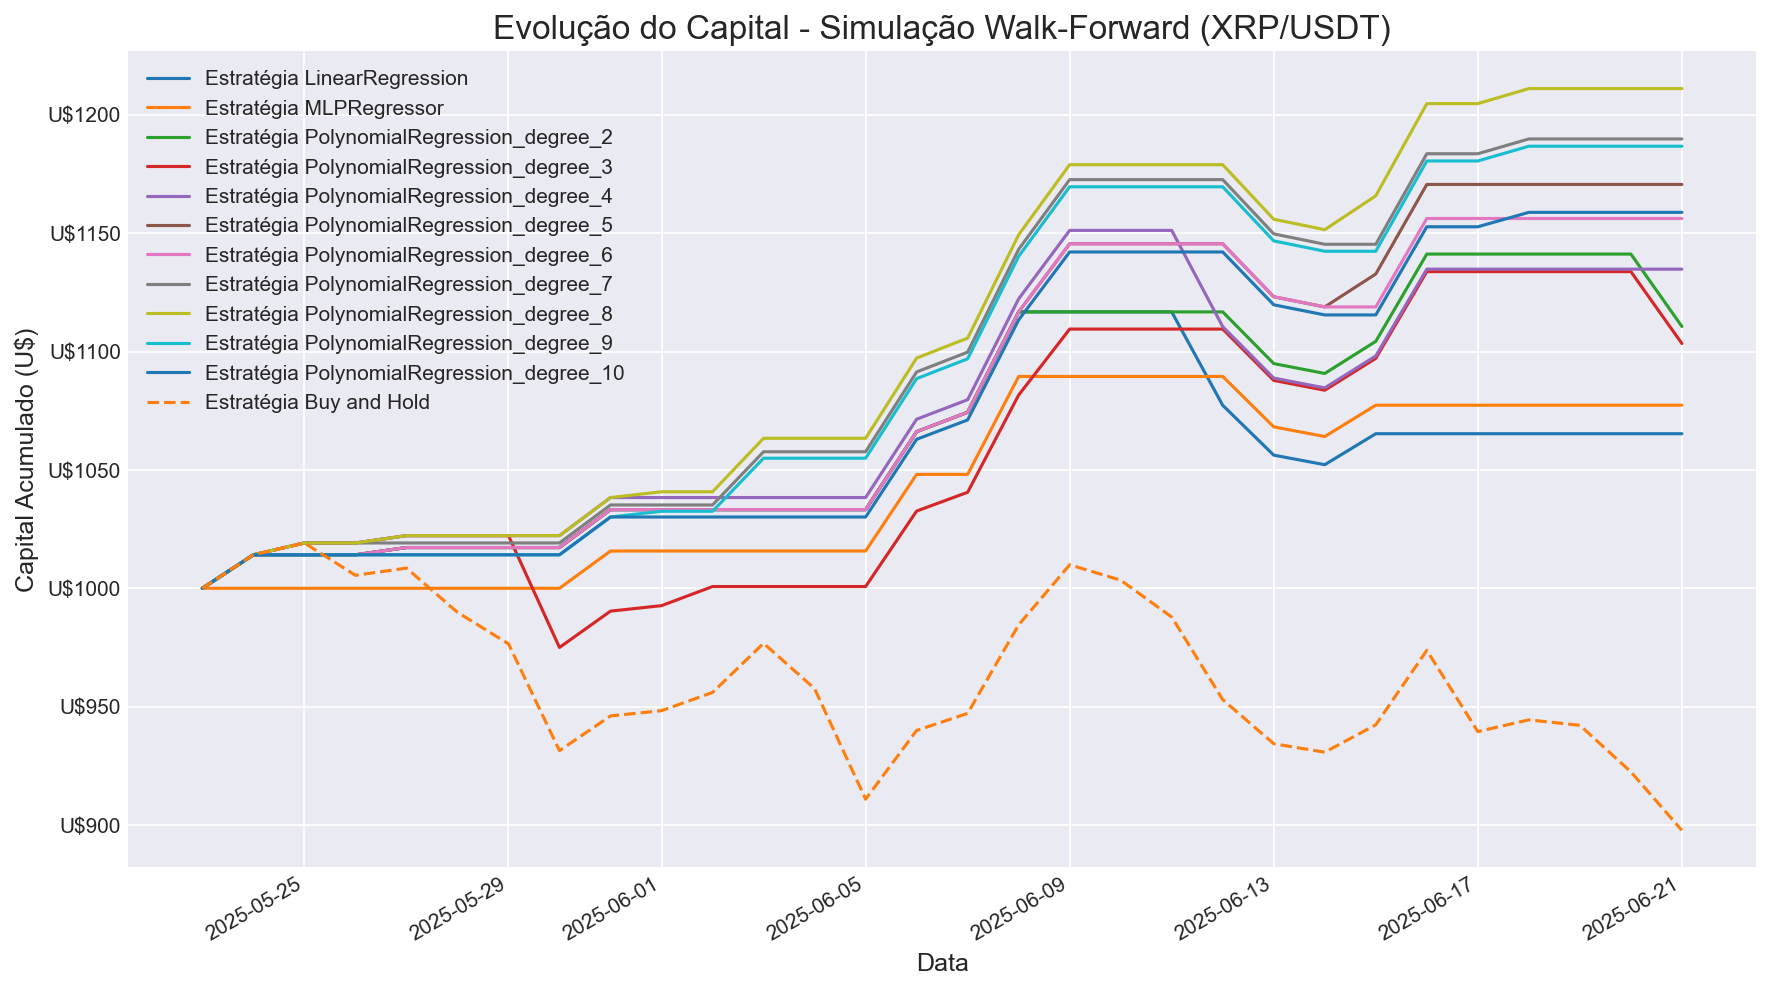 Evolução do Capital - Simulação Walk-Forward (XRP/USDT)
Estratégia LinearRegression
Estratégia MLPRegressor
Estratégia PolynomialRegression_degree_2
Estratégia PolynomialRegression_degree_3
Estratégia PolynomialRegression_degree_4
Estratégia PolynomialRegression_degree_5
Estratégia PolynomialRegression_degree_6
Estratégia PolynomialRegression_degree_7
Estratégia PolynomialRegression_degree_8
Estratégia PolynomialRegression_degree_9
Estratégia PolynomialRegression_degree_10
Estratégia Buy and Hold
Capital Acumulado (U$)
U$1200
U$1150
U$1100
U$1050
U$1000
U$950
U$900
2025-05-25
2025-05-29
2025-06-01
2025-06-05
2025-06-09
2025-06-13
2025-06-17
2025-06-21
Data